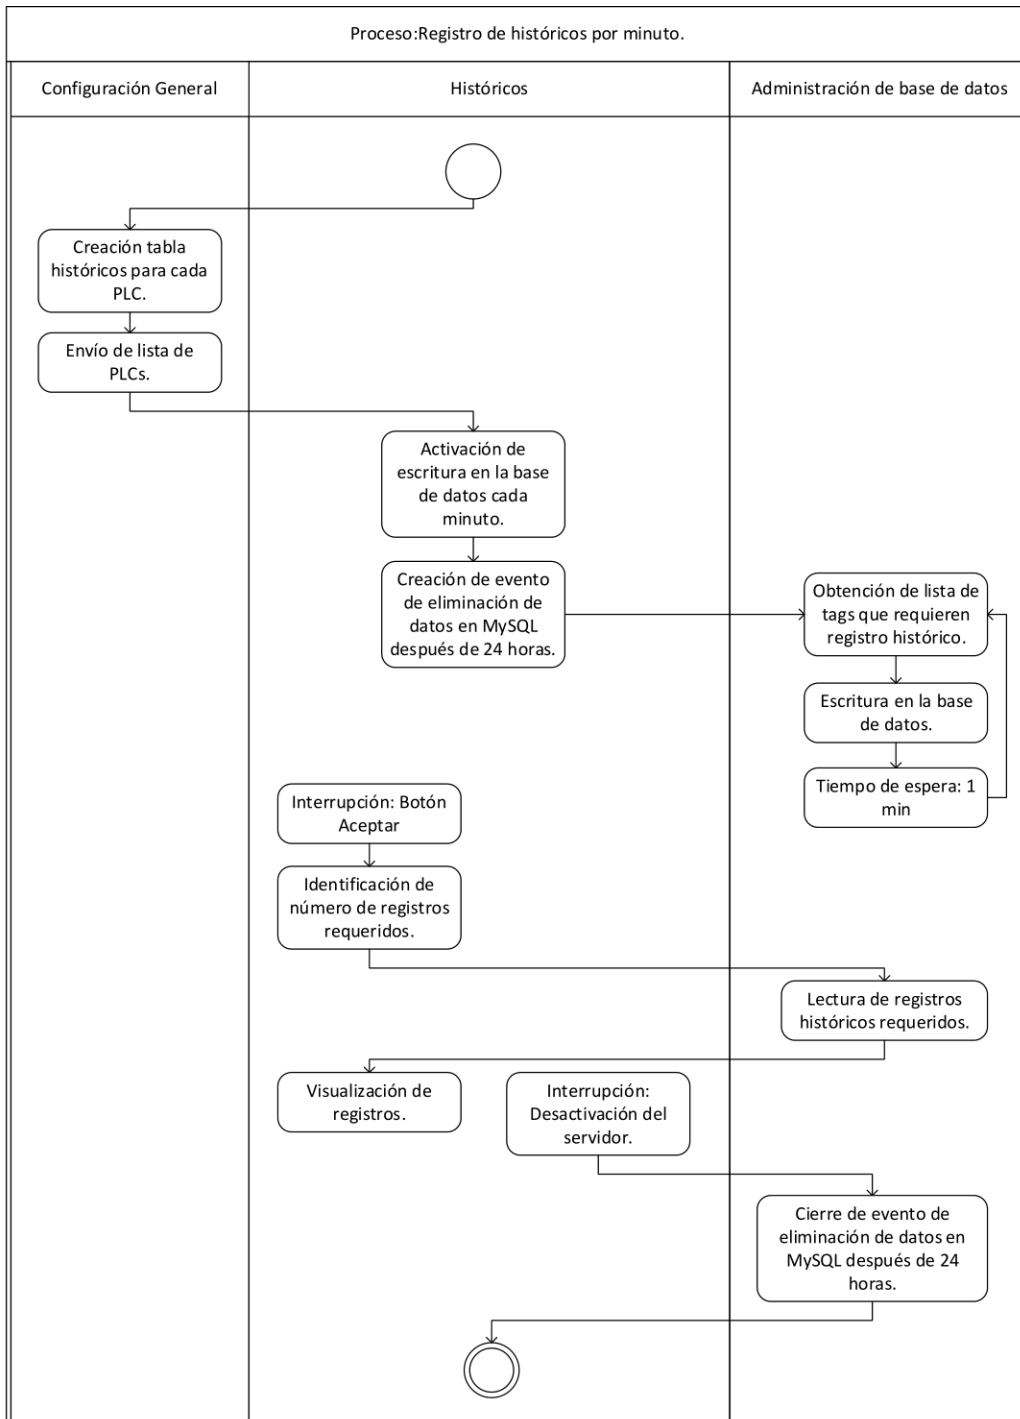 Proceso:Registro de históricos por minuto.
Configuración General
Históricos
Administración de base de datos
Creación tabla
históricos para cada
PLC.
Envío de lista de
PLCs.
Activación de
escritura en la base
de datos cada
minuto.
Creación de evento
de eliminación de
datos en MySQL
después de 24 horas.
Obtención de lista de
tags que requieren
registro histórico.
Escritura en la base
de datos.
Tiempo de espera: 1
min
Interrupción: Botón
Aceptar
Identificación de
número de registros
requeridos.
Lectura de registros
históricos requeridos.
Visualización de
registros.
Interrupción:
Desactivación del
servidor.
Cierre de evento de
eliminación de datos en
MySQL después de 24
horas.